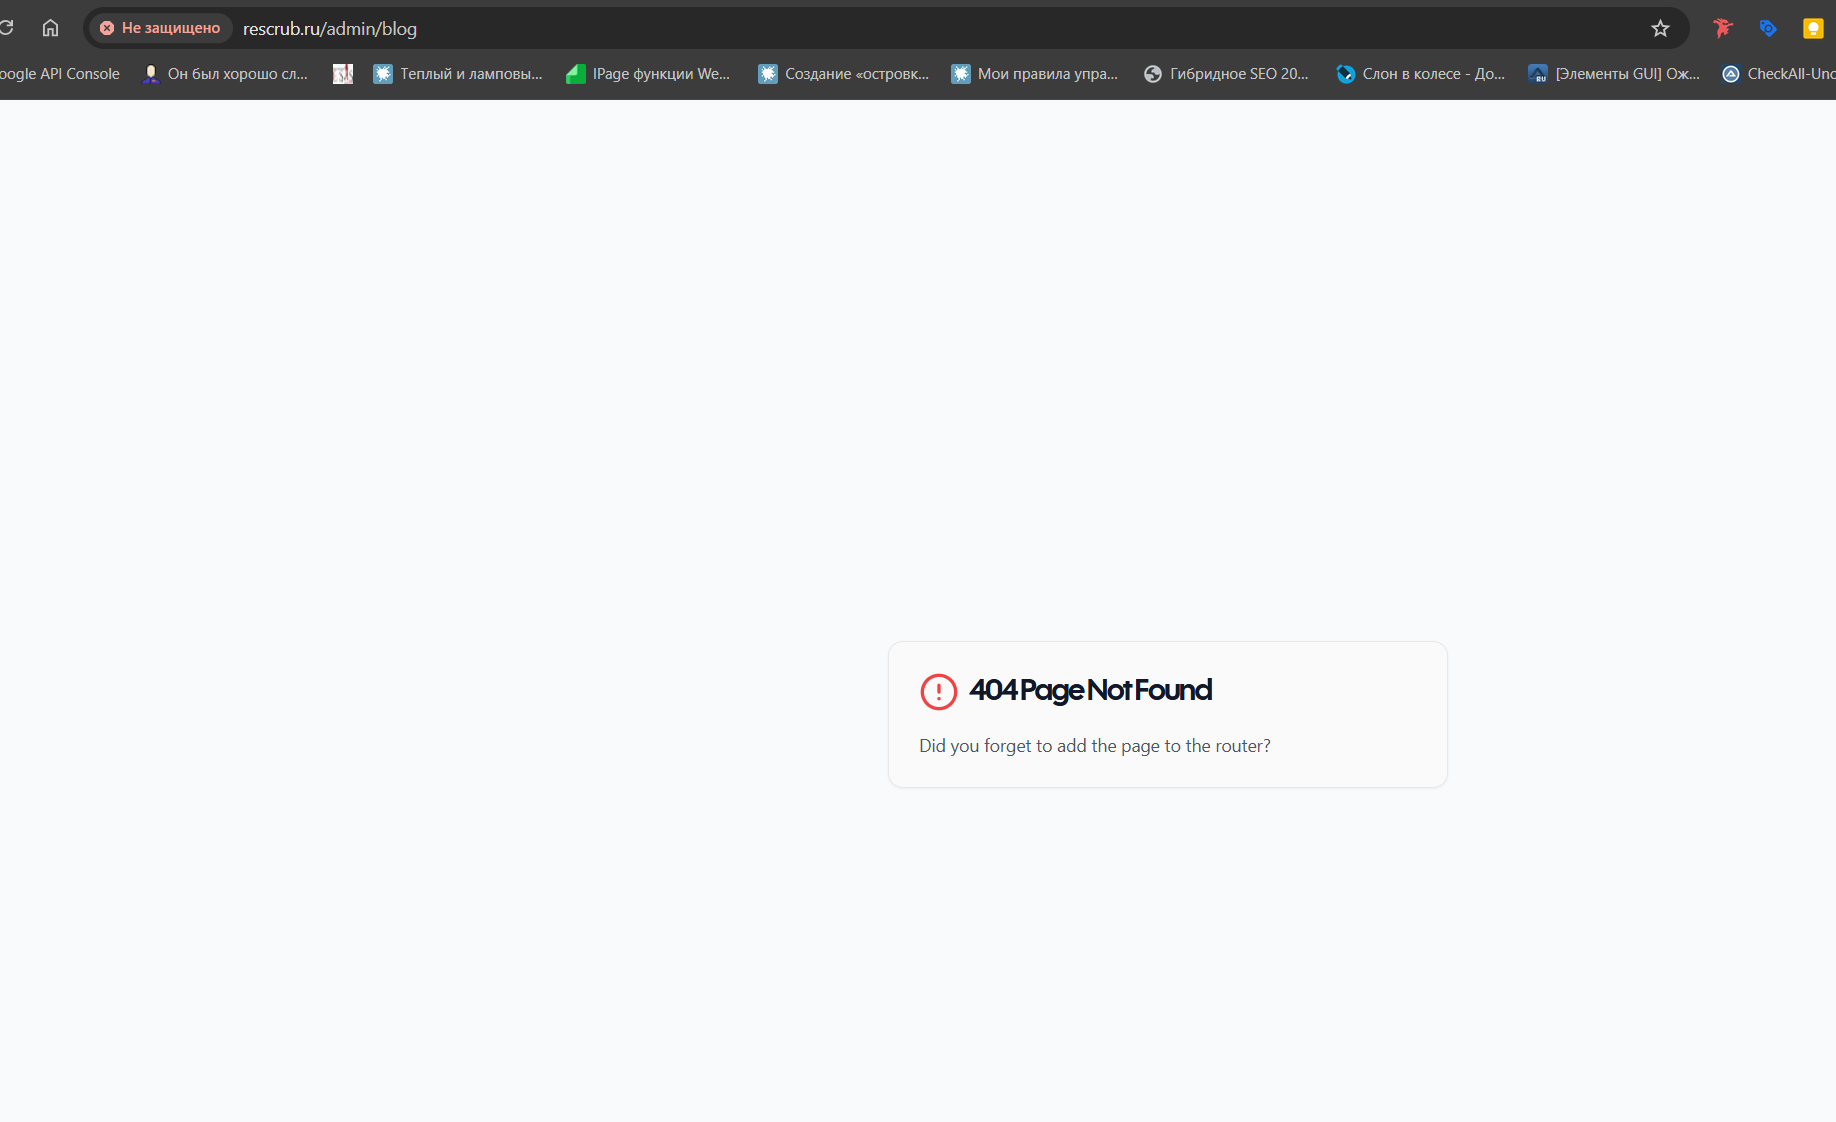 Не защищено
rescrub.ru/admin/blog
oogle API Console
Он был хорошо сл...
Теплый и ламповы...
IPage функции We...
Создание «островк...
Мои правила упра...
Гибридное SEO 20...
Слон в колесе - До...
[Элементы GUI] Ож...
CheckAll-Unc
404 Page Not Found
Did you forget to add the page to the router?